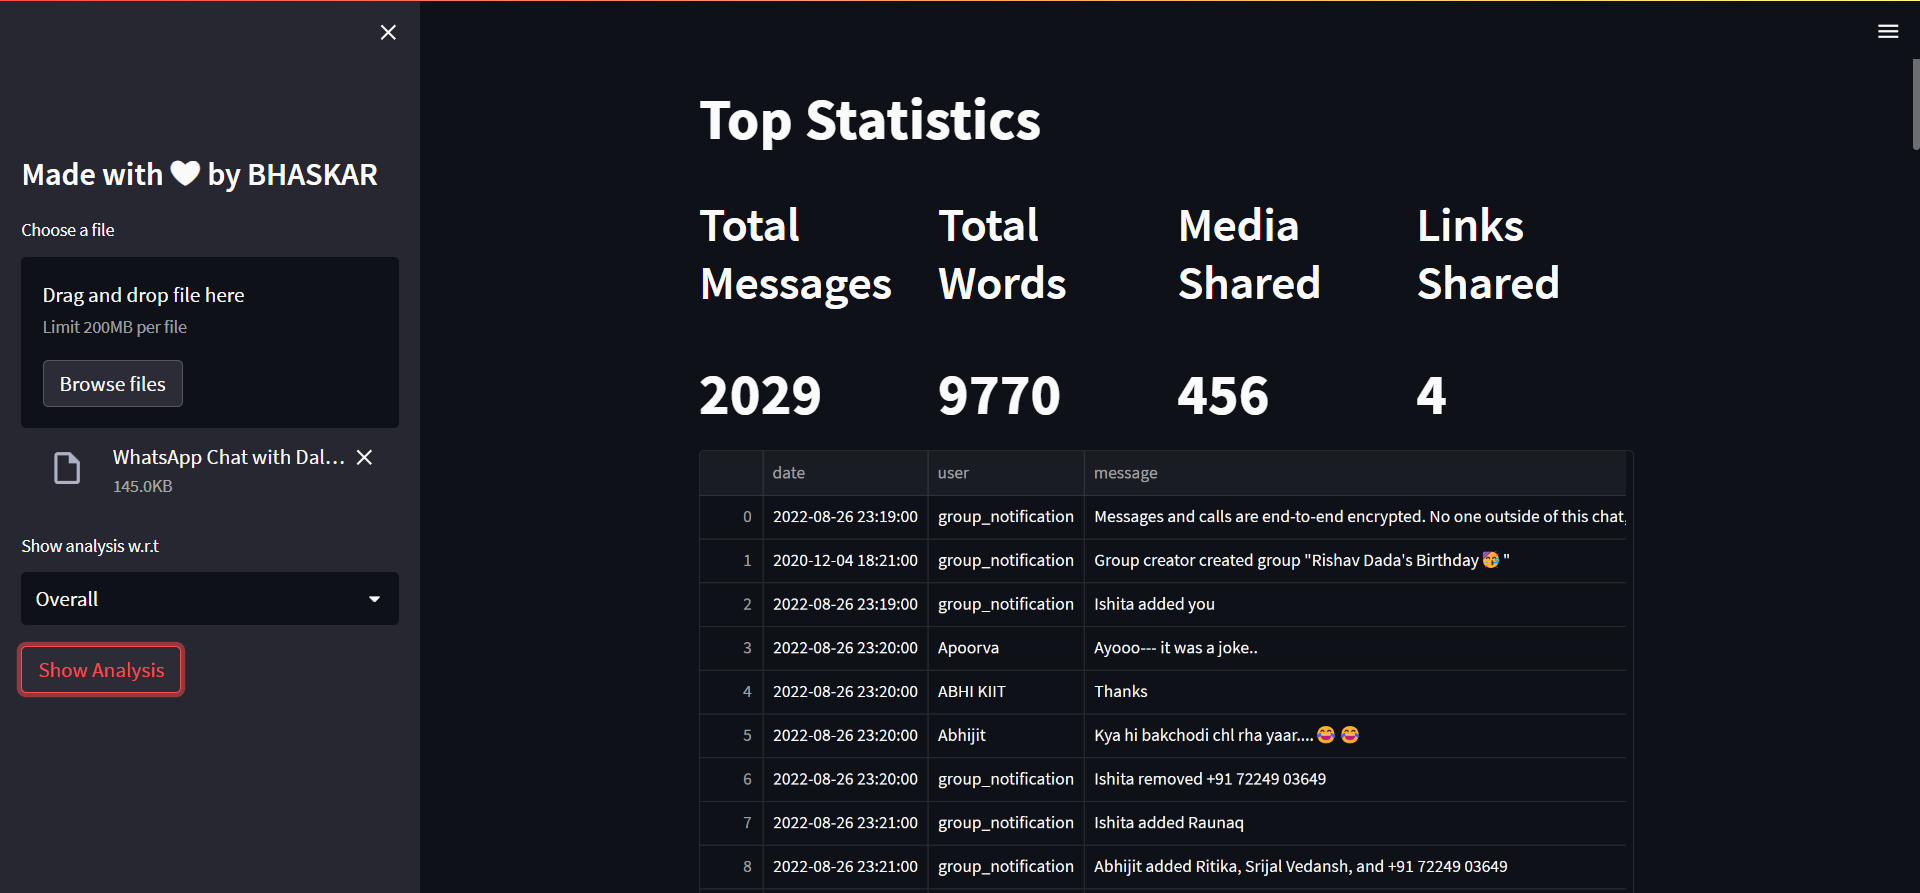 Made with 🤍 by BHASKAR
Choose a file
Drag and drop file here
Limit 200MB per file
Browse files
WhatsApp Chat with Dal...
145.0KB
Show analysis w.r.t
Overall
Show Analysis
Top Statistics
Total Messages
Total Words
Media Shared
Links Shared
2029
9770
456
4
date user message
0 2022-08-26 23:19:00 group_notification Messages and calls are end-to-end encrypted. No one outside of this chat,
1 2020-12-04 18:21:00 group_notification Group creator created group "Rishav Dada's Birthday 🥳 "
2 2022-08-26 23:19:00 group_notification Ishita added you
3 2022-08-26 23:20:00 Apoorva Ayooo--- it was a joke..
4 2022-08-26 23:20:00 ABHI KIIT Thanks
5 2022-08-26 23:20:00 Abhijit Kya hi bakchodi chl rha yaar.... 😂 😂
6 2022-08-26 23:20:00 group_notification Ishita removed +91 72249 03649
7 2022-08-26 23:21:00 group_notification Ishita added Raunaq
8 2022-08-26 23:21:00 group_notification Abhijit added Ritika, Srijal Vedansh, and +91 72249 03649